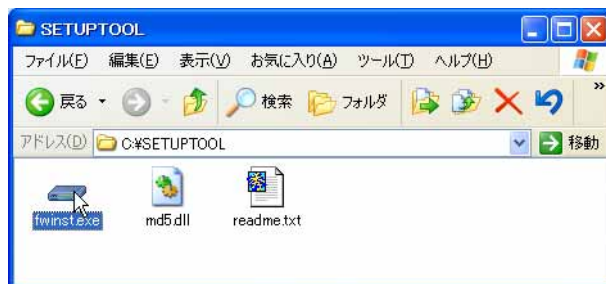 SETUPTOOL
ファイル(F) 編集(E) 表示(V) お気に入り(A) ツール(T) ヘルプ(H)
戻る 検索 フォルダ »
アドレス(D) C:¥SETUPTOOL 移動
fwinst.exe md5.dll readme.txt